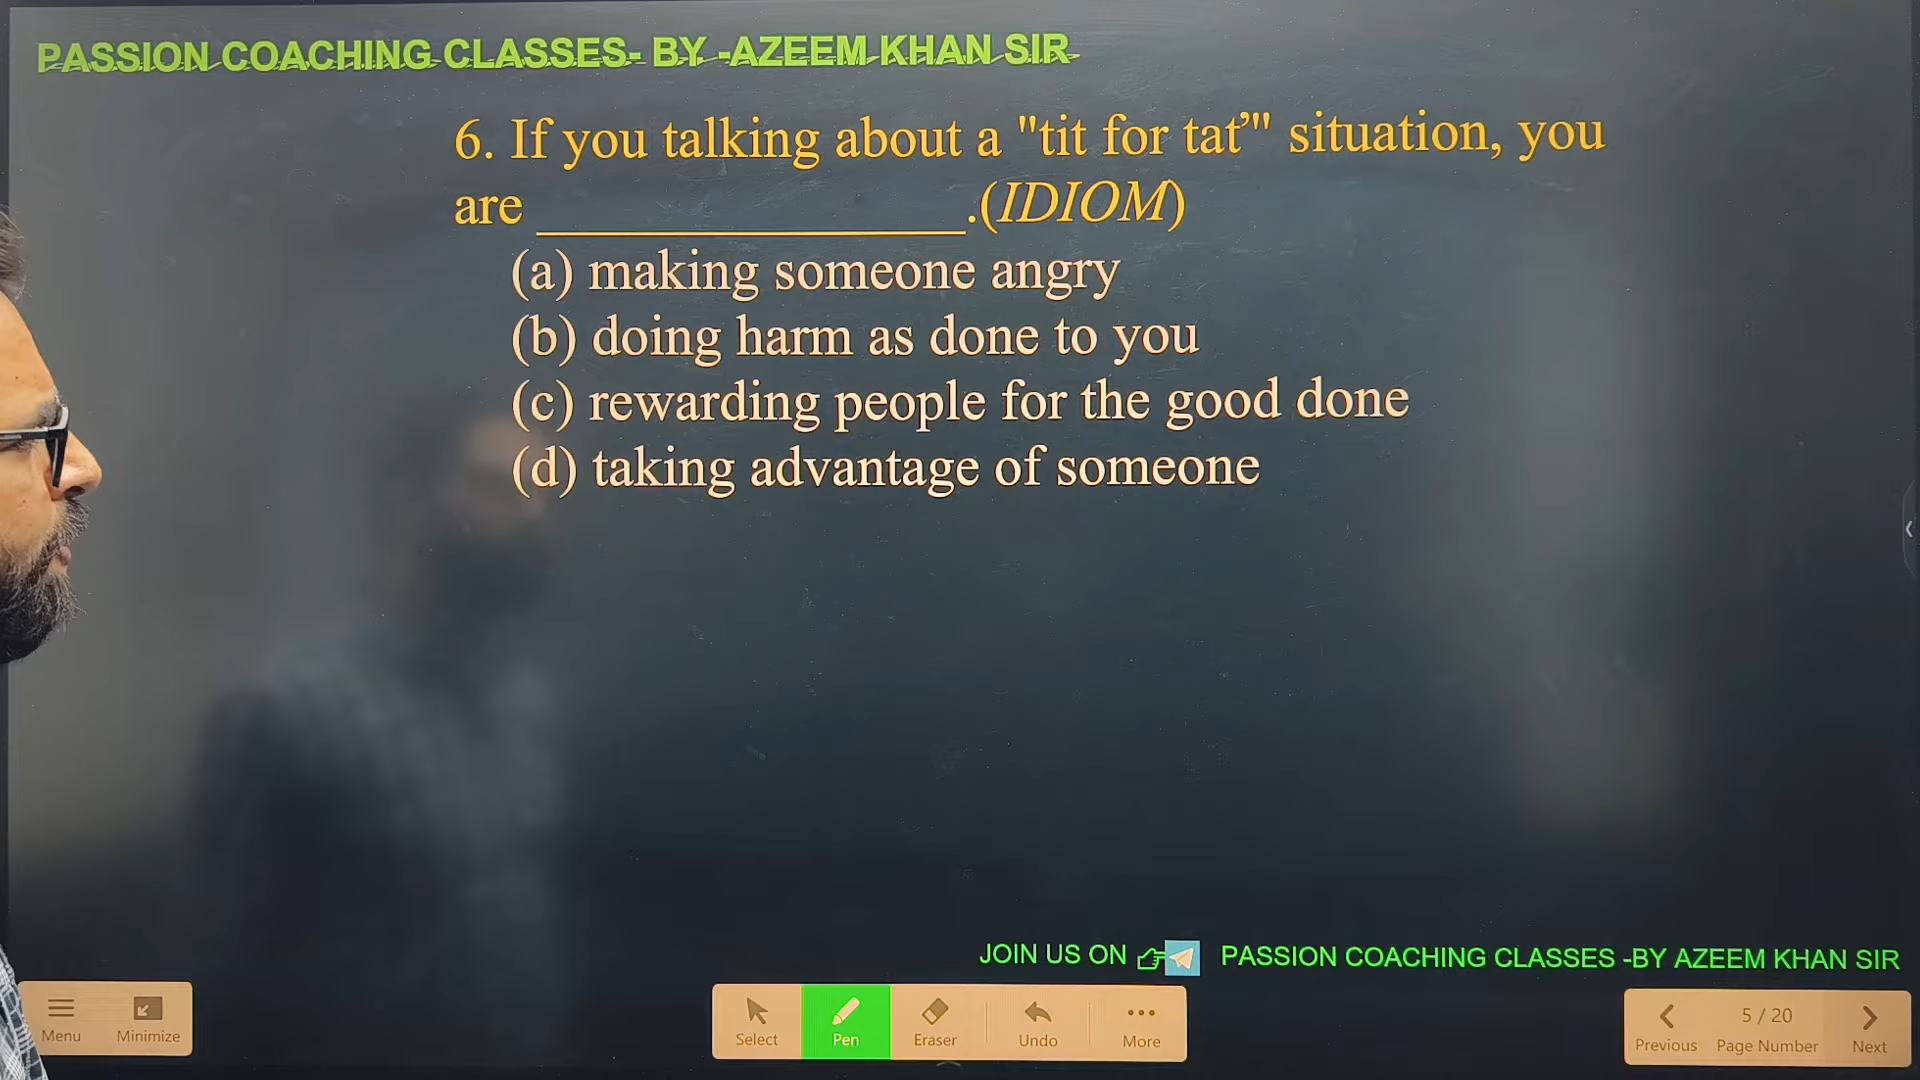 PASSION COACHING CLASSES- BY -AZEEM KHAN SIR
6. If you talking about a "tit for tat’" situation, you
are _______________.(IDIOM)
(a) making someone angry
(b) doing harm as done to you
(c) rewarding people for the good done
(d) taking advantage of someone
JOIN US ON PASSION COACHING CLASSES -BY AZEEM KHAN SIR
Menu Minimize Select Pen Eraser Undo More 5 / 20
Previous Page Number Next